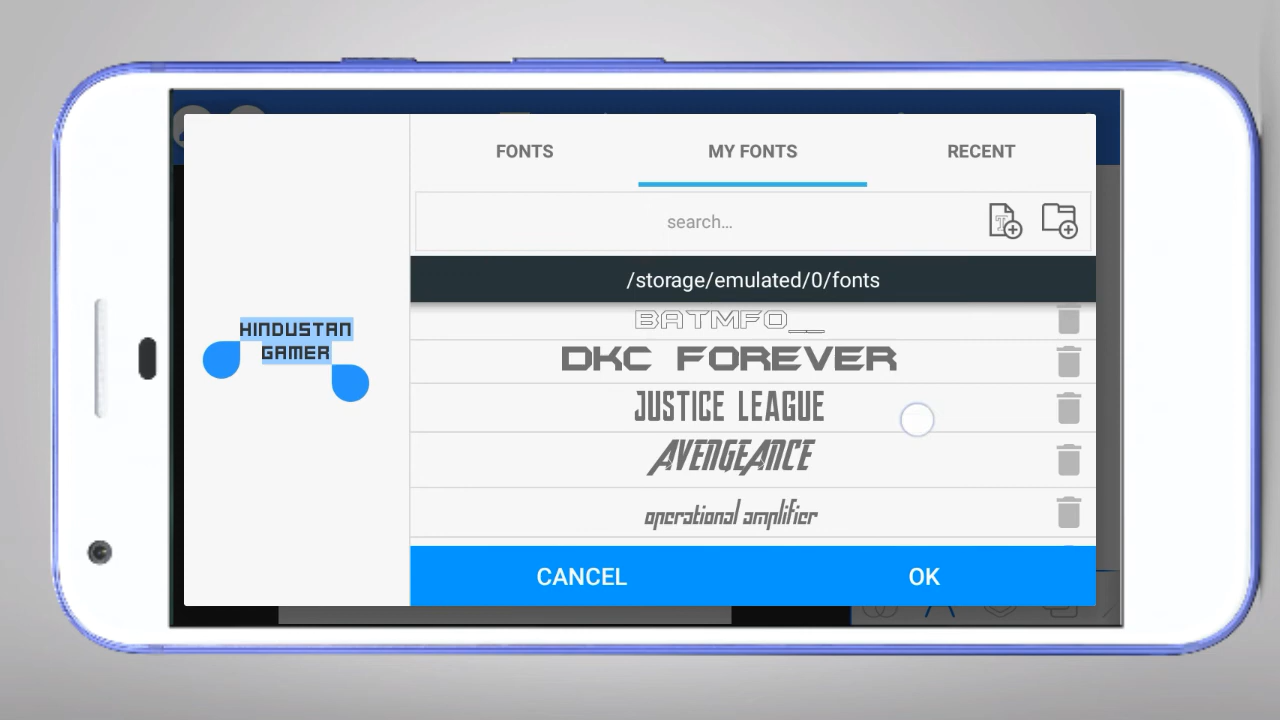 FONTS MY FONTS RECENT
search...
/storage/emulated/0/fonts
HINDUSTAN
GAMER
BATMFO__
DKC FOREVER
JUSTICE LEAGUE
AVENGEANCE
operational amplifier
CANCEL OK